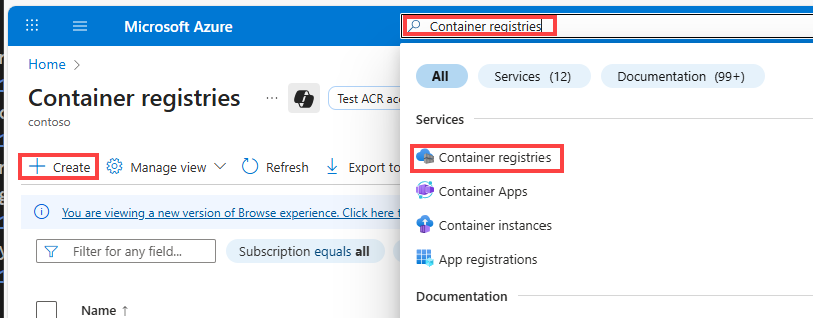 Microsoft Azure
Container registries
Home
Container registries
Test ACR acc
contoso
Create
Manage view
Refresh
Export to
You are viewing a new version of Browse experience. Click here t
Filter for any field...
Subscription equals all
Name ↑
All
Services (12)
Documentation (99+)
Services
Container registries
Container Apps
Container instances
App registrations
Documentation